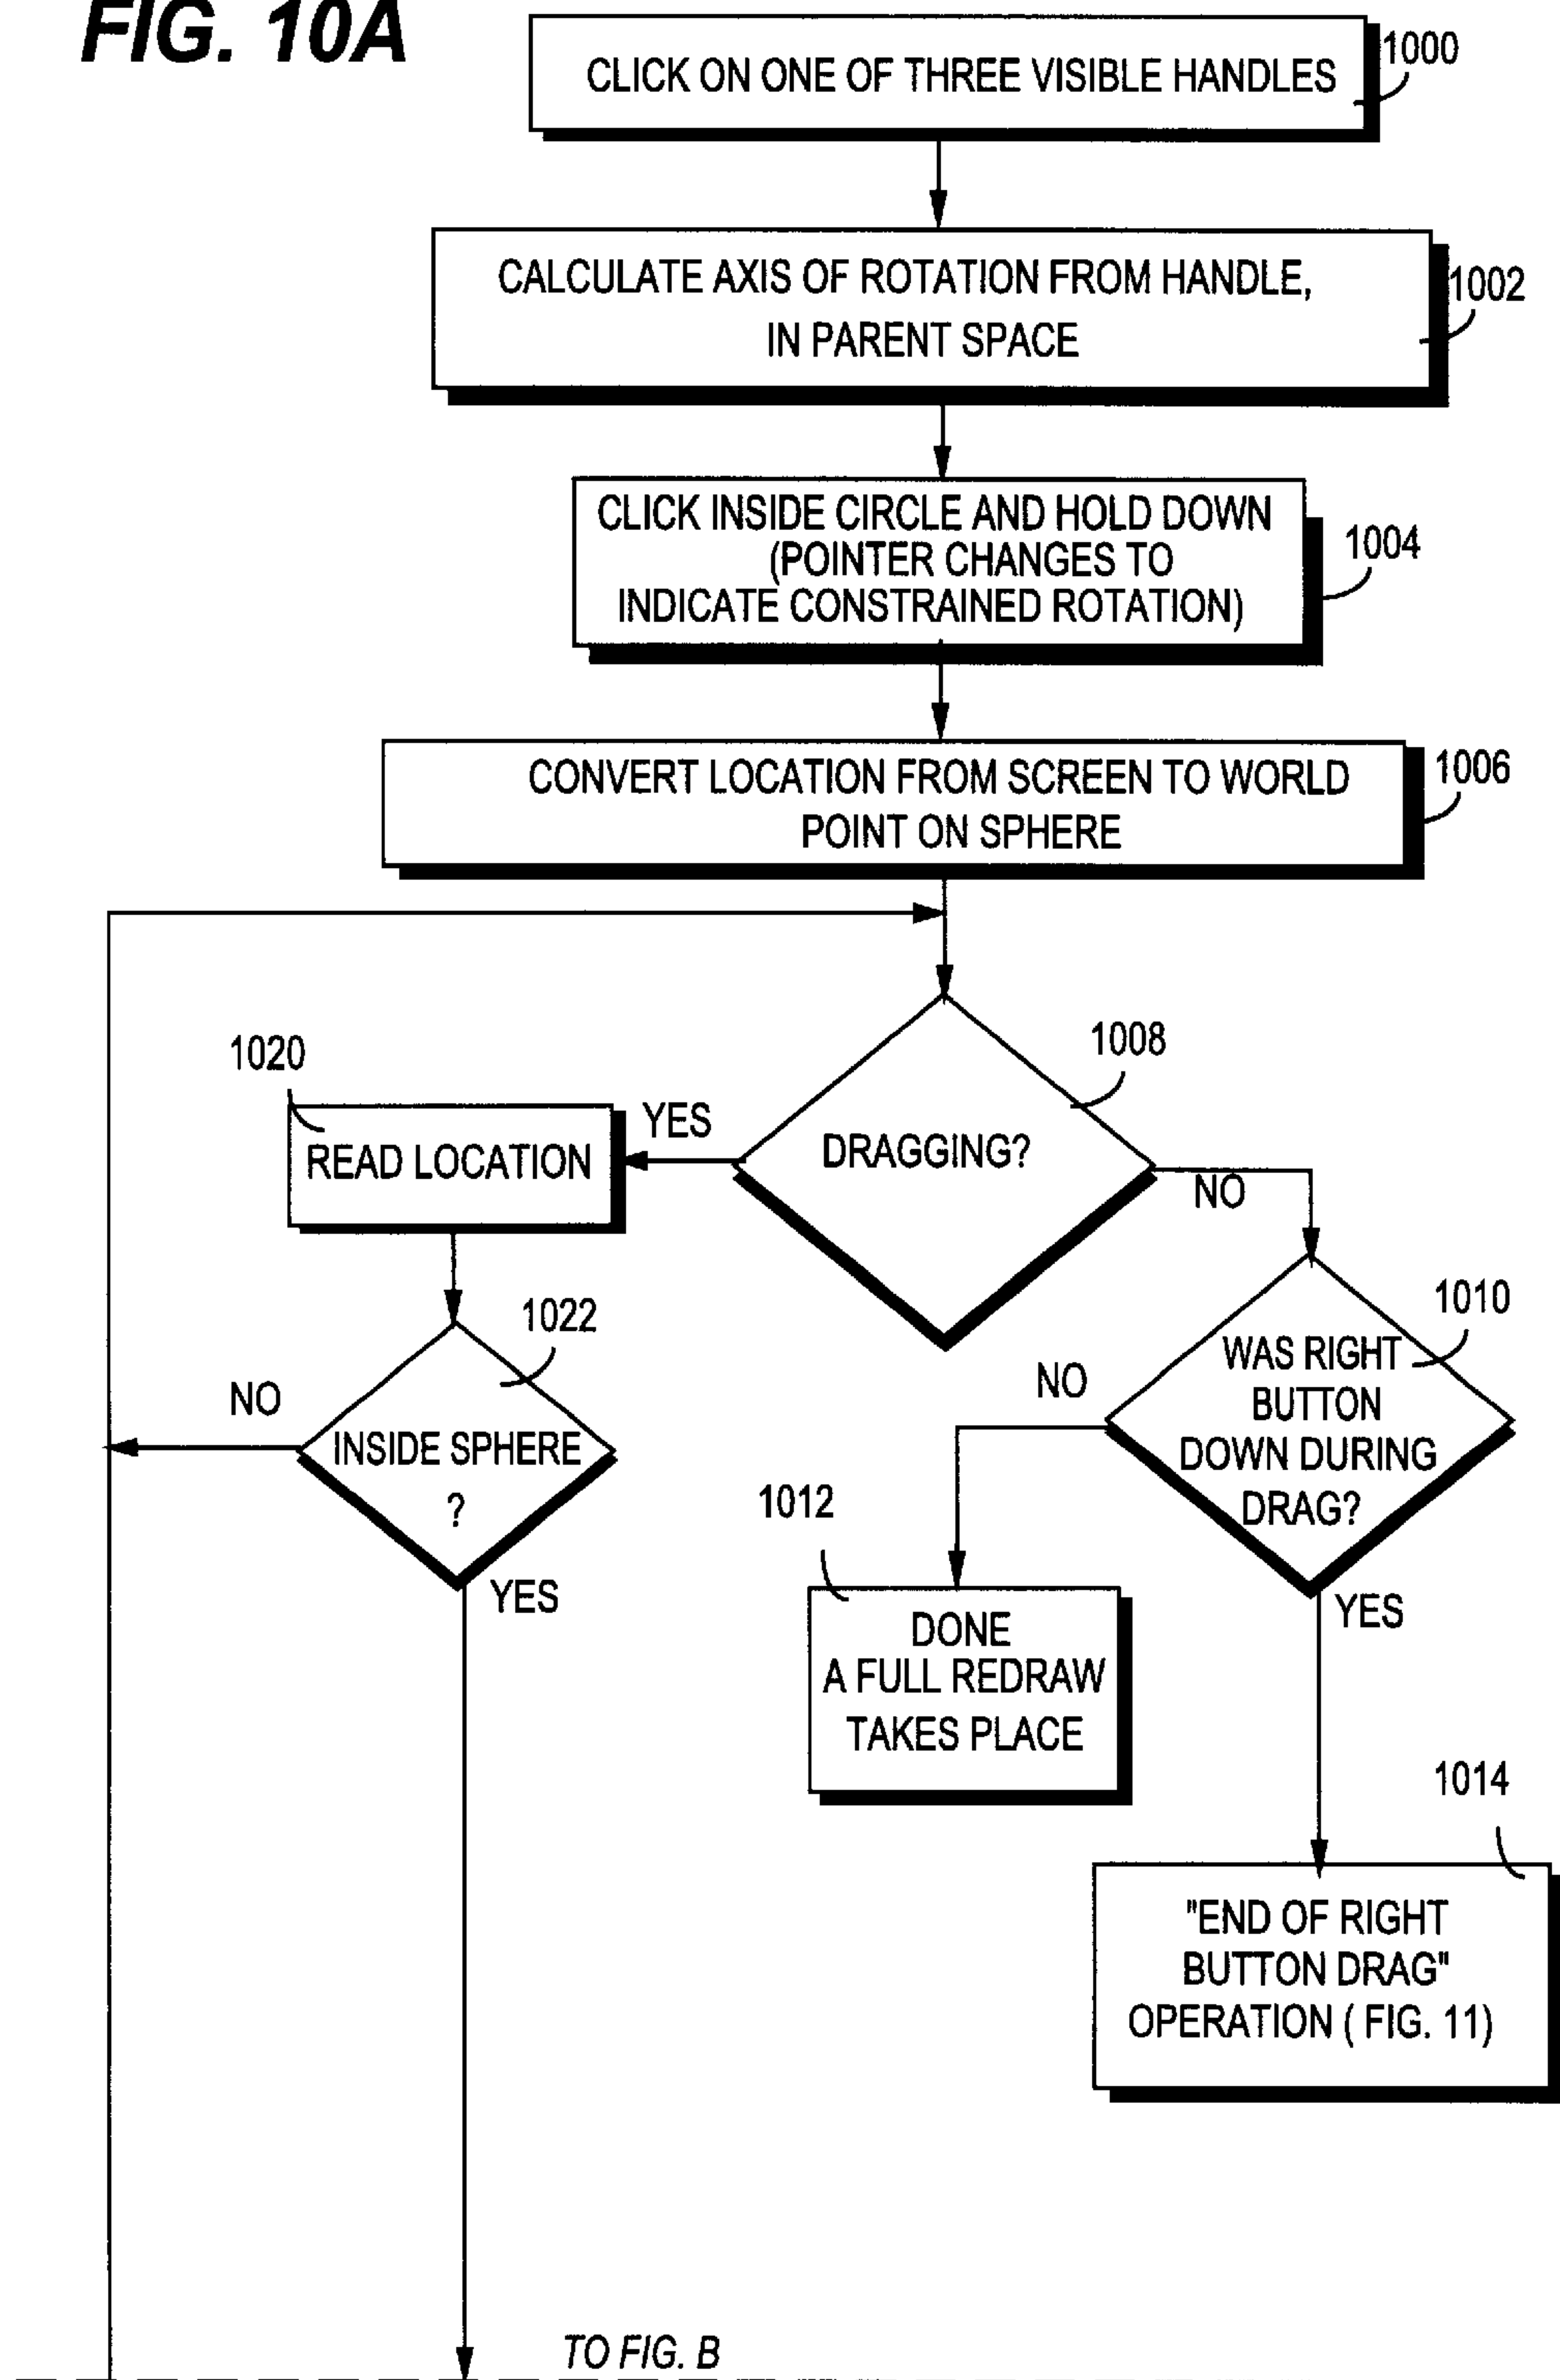 FIG. 10A
CLICK ON ONE OF THREE VISIBLE HANDLES
1000
CALCULATE AXIS OF ROTATION FROM HANDLE,
IN PARENT SPACE
1002
CLICK INSIDE CIRCLE AND HOLD DOWN
(POINTER CHANGES TO
INDICATE CONSTRAINED ROTATION)
1004
CONVERT LOCATION FROM SCREEN TO WORLD
POINT ON SPHERE
1006
1008
DRAGGING?
YES
NO
1020
READ LOCATION
1022
INSIDE SPHERE
?
NO
YES
1010
WAS RIGHT
BUTTON
DOWN DURING
DRAG?
NO
YES
1012
DONE
A FULL REDRAW
TAKES PLACE
1014
"END OF RIGHT
BUTTON DRAG"
OPERATION ( FIG. 11)
TO FIG. B